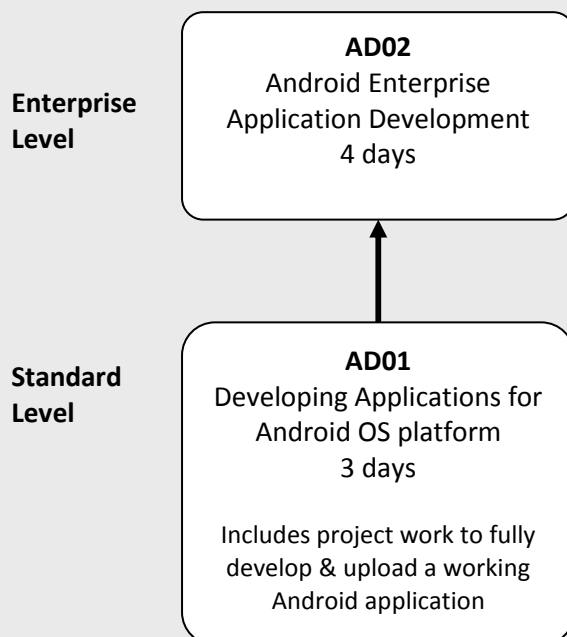 Enterprise
Level
AD02
Android Enterprise
Application Development
4 days
Standard
Level
AD01
Developing Applications for
Android OS platform
3 days
Includes project work to fully
develop & upload a working
Android application